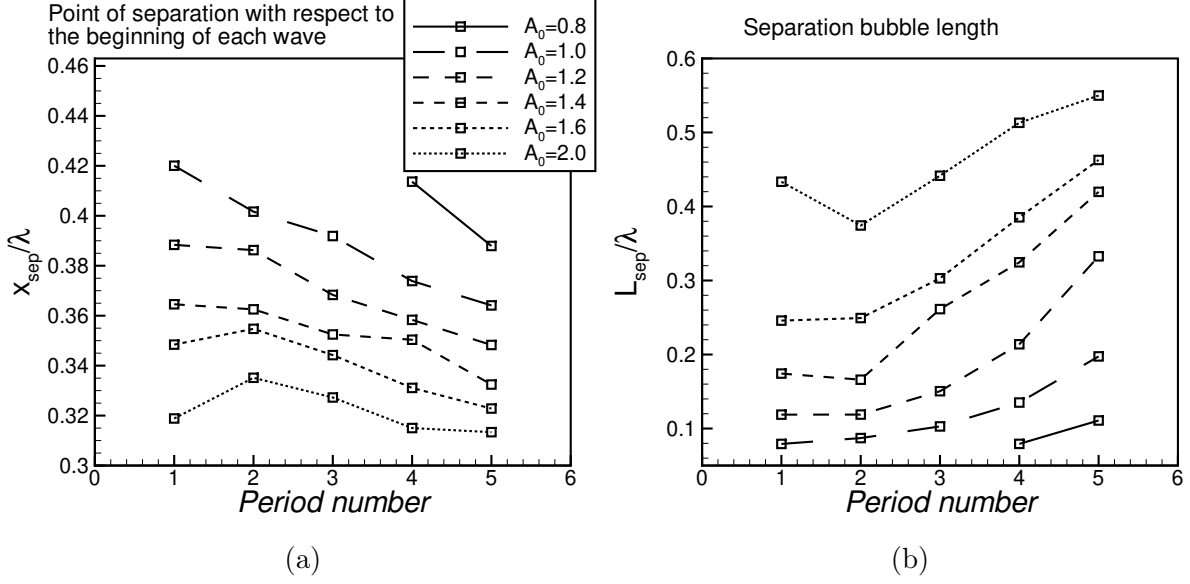 Point of separation with respect to
the beginning of each wave
A₀=0.8
A₀=1.0
A₀=1.2
A₀=1.4
A₀=1.6
A₀=2.0
0.46
0.44
0.42
0.4
0.38
0.36
0.34
0.32
0.3
x_sep/λ
0 1 2 3 4 5 6
Period number
(a)
Separation bubble length
0.6
0.5
0.4
0.3
0.2
0.1
L_sep/λ
0 1 2 3 4 5 6
Period number
(b)